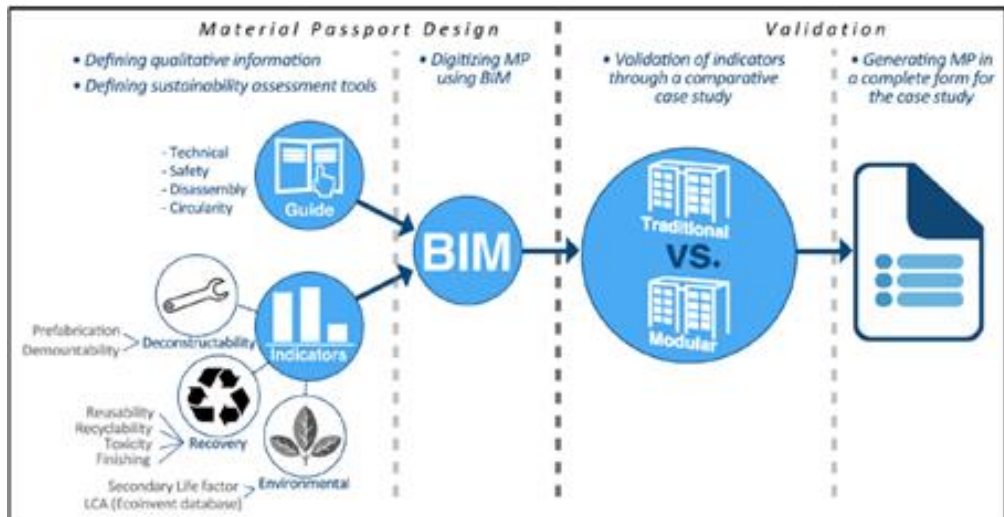 Material Passport Design
Validation
• Defining qualitative information
• Defining sustainability assessment tools
• Digitizing MP
using BiM
• Validation of indicators
through a comparative
case study
• Generating MP in
a complete form for
the case study
- Technical
- Safety
- Disassembly
- Circularity
Guide
BIM
Traditional
VS.
Modular
Indicators
Prefabrication
Demountability
Deconstructability
Reusability
Recyclability
Toxicity
Finishing
Recovery
Secondary Life factor
LCA (Ecoinvent database)
Environmental